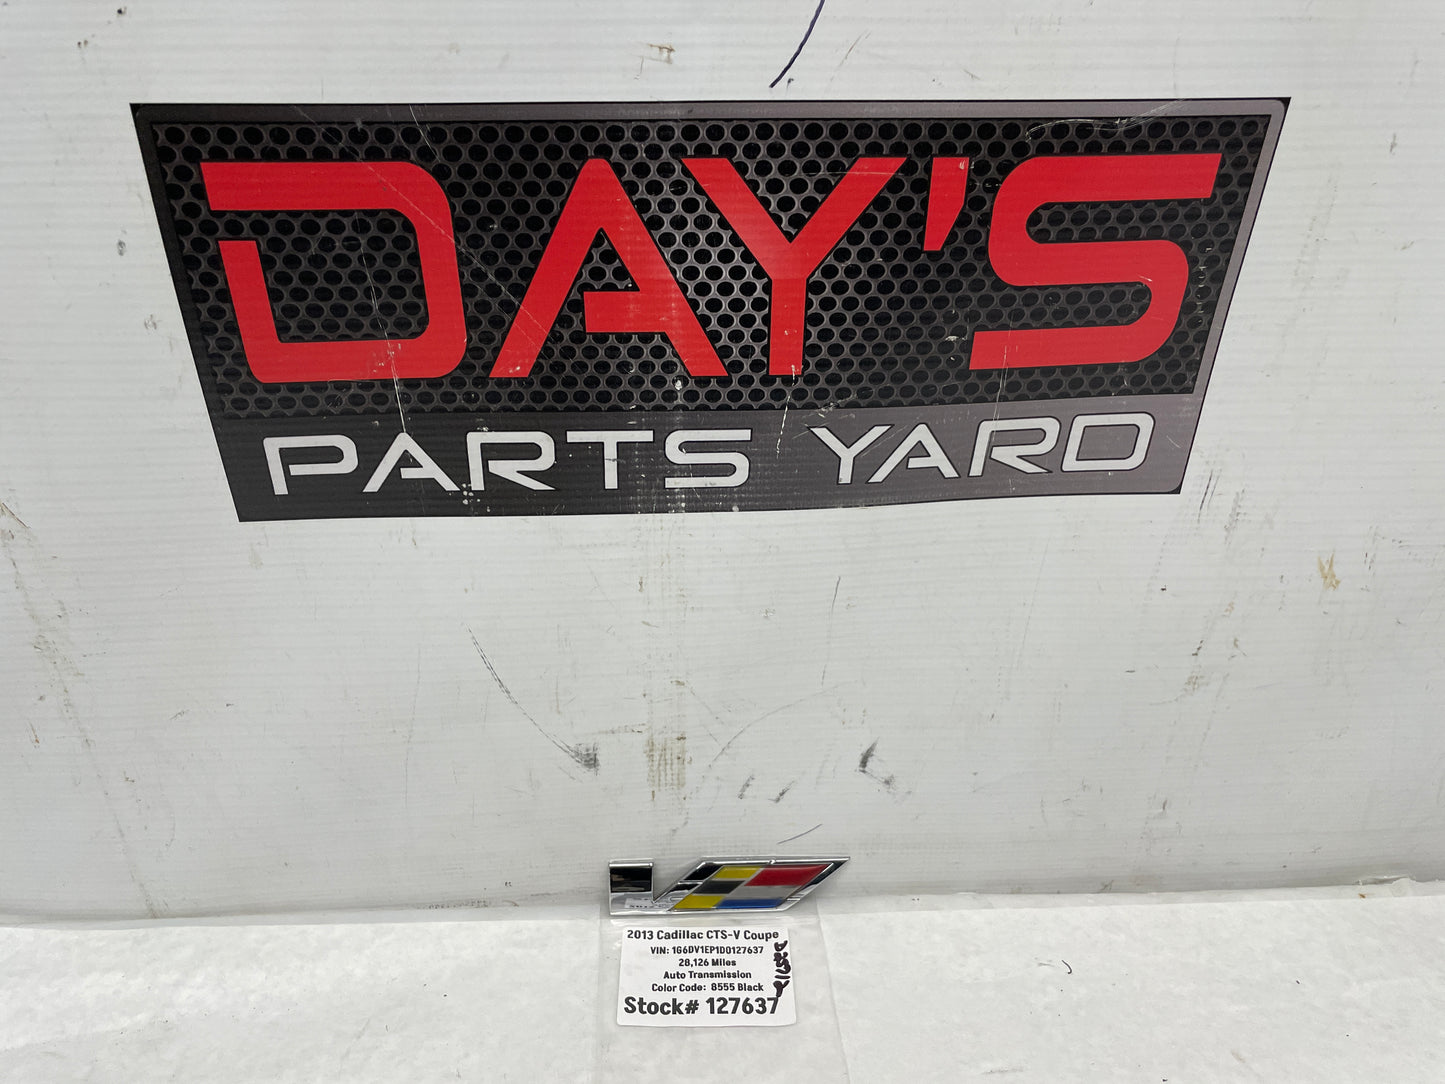 DAY'S
PARTS YARD
V
2013 Cadillac CTS-V Coupe
VIN: 1G6DV1EP1D0127637
28,126 Miles
Auto Transmission
Color Code: 8555 Black
Stock# 127637